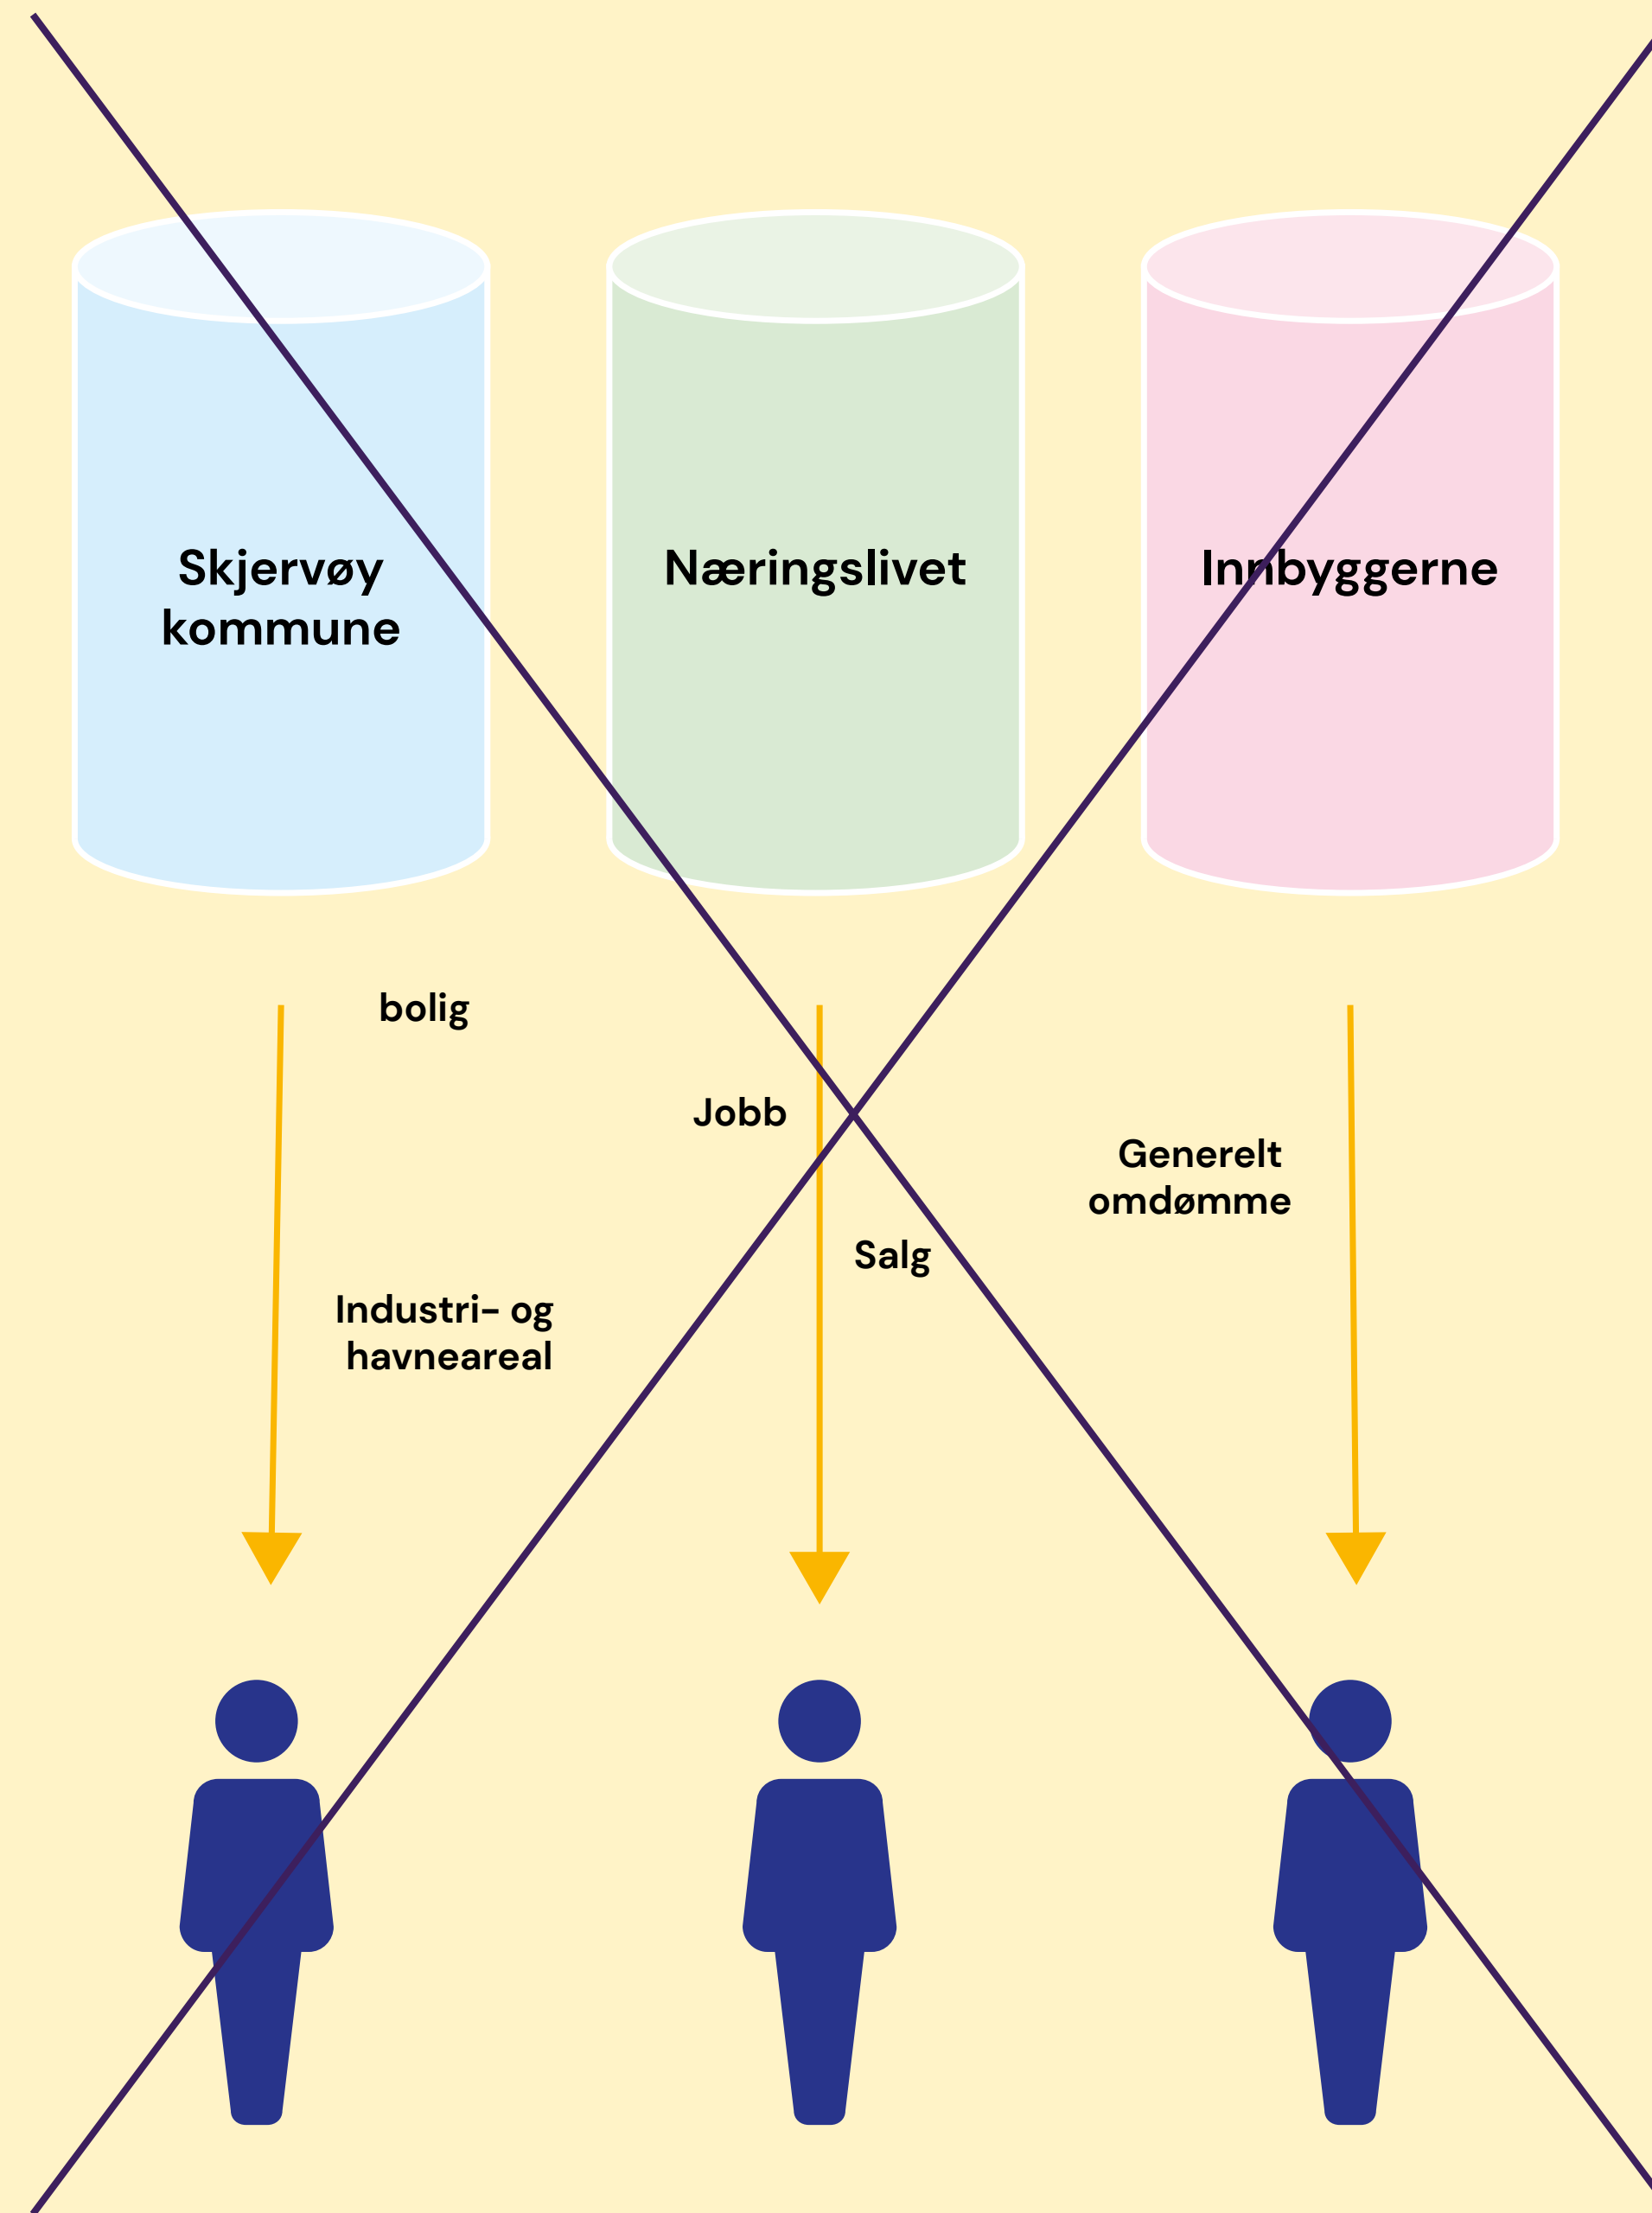 Skjervøy
kommune
Næringslivet
Innbyggerne
bolig
Jobb
Generelt
omdømme
Salg
Industri- og
havneareal